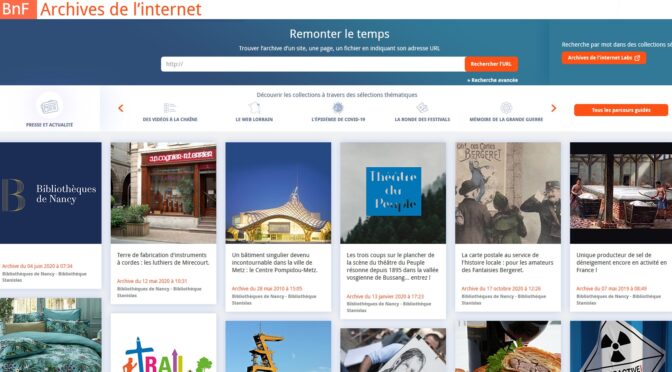 BnF Archives de l'internet
Remonter le temps
Trouver l'archive d'un site, une page, un fichier en indiquant son adresse URL
http://
Rechercher l'URL
+ Recherche avancée
Recherche par mot dans des collections sé
Archives de l'internet Labs
Découvrir les collections à travers des sélections thématiques
PRESSE ET ACTUALITÉ
DES VIDÉOS À LA CHAÎNE
LE WEB LORRAIN
L'ÉPIDÉMIE DE COVID-19
LA RONDE DES FESTIVALS
MÉMOIRE DE LA GRANDE GUERRE
Tous les parcours guidés
B
Bibliothèques
de Nancy
Archive du 04 juin 2020 à 07:34
Bibliothèques de Nancy - Bibliothèque
Stanislas
Terre de fabrication d'instruments
à cordes : les luthiers de Mirecourt.
Archive du 12 mai 2020 à 10:31
Bibliothèques de Nancy - Bibliothèque
Stanislas
Un bâtiment singulier devenu
incontournable dans la ville de
Metz : le Centre Pompidou-Metz.
Archive du 28 mai 2010 à 15:05
Bibliothèques de Nancy - Bibliothèque
Stanislas
Théâtre
du
Peuple
Les trois coups sur le plancher de
la scène du théâtre du Peuple
résonne depuis 1895 dans la vallée
vosgienne de Bussang... entrez !
Archive du 13 janvier 2020 à 17:23
Bibliothèques de Nancy - Bibliothèque
Stanislas
des Cartes
BERGERET
La carte postale au service de
l'histoire locale : pour les amateurs
des Fantaisies Bergeret.
Archive du 11 octobre 2020 à 12:26
Bibliothèques de Nancy - Bibliothèque
Stanislas
Unique producteur de sel de
déneigement encore en activité en
France !
Archive du 07 mai 2019 à 08:49
Bibliothèques de Nancy - Bibliothèque
Stanislas
TRAIL